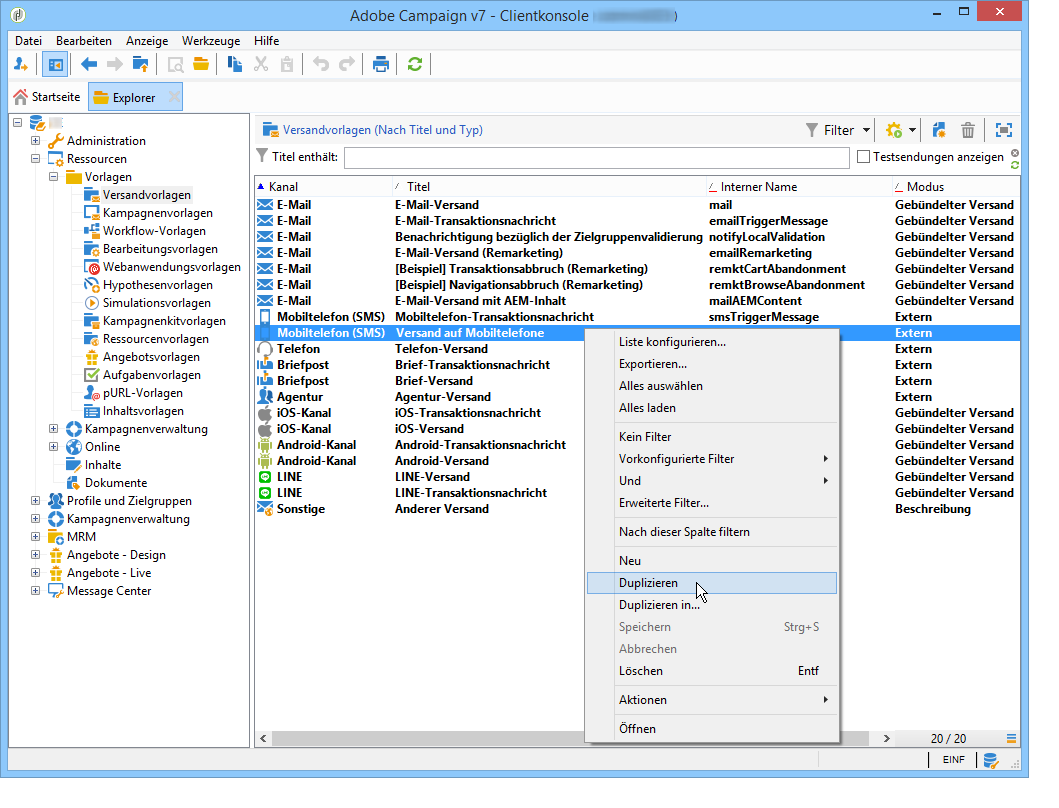 Adobe Campaign v7 - Clientkonsole )
Datei Bearbeiten Anzeige Werkzeuge Hilfe
Startseite Explorer
Administration
Ressourcen
Vorlagen
Versandvorlagen
Kampagnenvorlagen
Workflow-Vorlagen
Bearbeitungsvorlagen
Webanwendungsvorlagen
Hypothesenvorlagen
Simulationsvorlagen
Kampagnenkitvorlagen
Ressourcenvorlagen
Angebotsvorlagen
Aufgabenvorlagen
pURL-Vorlagen
Inhaltsvorlagen
Kampagnenverwaltung
Online
Inhalte
Dokumente
Profile und Zielgruppen
Kampagnenverwaltung
MRM
Angebote - Design
Angebote - Live
Message Center
Versandvorlagen (Nach Titel und Typ) Filter
Titel enthält: Testsendungen anzeigen
Kanal Titel Interner Name Modus
E-Mail E-Mail-Versand mail Gebündelter Versand
E-Mail E-Mail-Transaktionsnachricht emailTriggerMessage Gebündelter Versand
E-Mail Benachrichtigung bezüglich der Zielgruppenvalidierung notifyLocalValidation Gebündelter Versand
E-Mail E-Mail-Versand (Remarketing) emailRemarketing Gebündelter Versand
E-Mail [Beispiel] Transaktionsabbruch (Remarketing) remktCartAbandonment Gebündelter Versand
E-Mail [Beispiel] Navigationsabbruch (Remarketing) remktBrowseAbandonment Gebündelter Versand
E-Mail E-Mail-Versand mit AEM-Inhalt mailAEMContent Gebündelter Versand
Mobiltelefon (SMS) Mobiltelefon-Transaktionsnachricht smsTriggerMessage Extern
Mobiltelefon (SMS) Versand auf Mobiltelefone Extern
Telefon Telefon-Versand Extern
Briefpost Brief-Transaktionsnachricht Extern
Briefpost Brief-Versand Extern
Agentur Agentur-Versand Extern
iOS-Kanal iOS-Transaktionsnachricht Gebündelter Versand
iOS-Kanal iOS-Versand Gebündelter Versand
Android-Kanal Android-Transaktionsnachricht Gebündelter Versand
Android-Kanal Android-Versand Gebündelter Versand
LINE LINE-Versand Gebündelter Versand
LINE LINE-Transaktionsnachricht Gebündelter Versand
Sonstige Anderer Versand Beschreibung
Liste konfigurieren...
Exportieren...
Alles auswählen
Alles laden
Kein Filter
Vorkonfigurierte Filter
Und
Erweiterte Filter...
Nach dieser Spalte filtern
Neu
Duplizieren
Duplizieren in...
Speichern Strg+S
Abbrechen
Löschen Entf
Aktionen
Öffnen
20 / 20
EINF